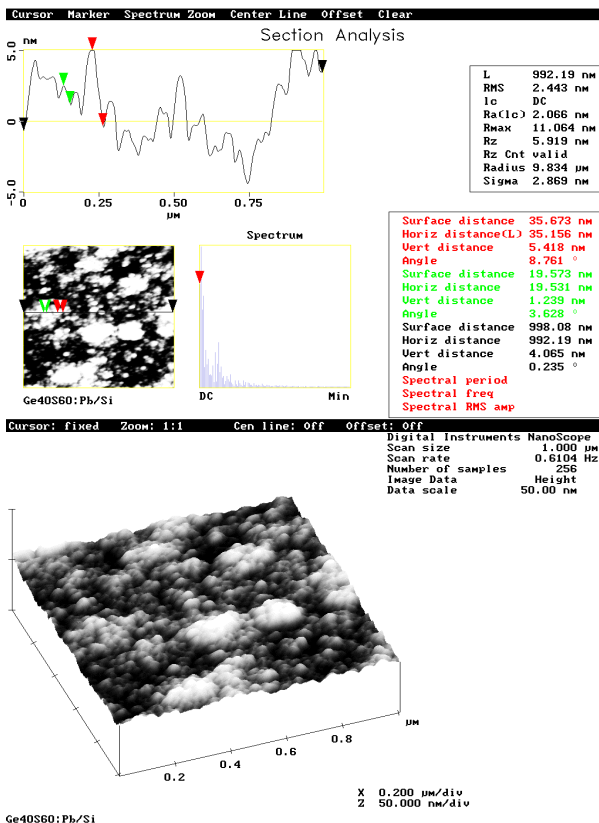 Cursor Marker Spectrum Zoom Center Line Offset Clear
Section Analysis
nm
5.0
0
-5.0
0 0.25 0.50 0.75
μm
L 992.19 nm
RMS 2.443 nm
lc DC
Ra(lc) 2.066 nm
Rmax 11.064 nm
Rz 5.919 nm
Rz Cnt valid
Radius 9.834 μm
Sigma 2.869 nm
Surface distance 35.673 nm
Horiz distance(L) 35.156 nm
Vert distance 5.418 nm
Angle 8.761 °
Surface distance 19.573 nm
Horiz distance 19.531 nm
Vert distance 1.239 nm
Angle 3.628 °
Surface distance 998.08 nm
Horiz distance 992.19 nm
Vert distance 4.065 nm
Angle 0.235 °
Spectral period
Spectral freq
Spectral RMS amp
Spectrum
DC Min
Ge40S60:Pb/Si
Cursor: fixed Zoom: 1:1 Cen line: Off Offset: Off
Digital Instruments NanoScope
Scan size 1.000 μm
Scan rate 0.6104 Hz
Number of samples 256
Image Data Height
Data scale 50.00 nm
0.2 0.4 0.6 0.8 μm
X 0.200 μm/div
Z 50.000 nm/div
Ge40S60:Pb/Si